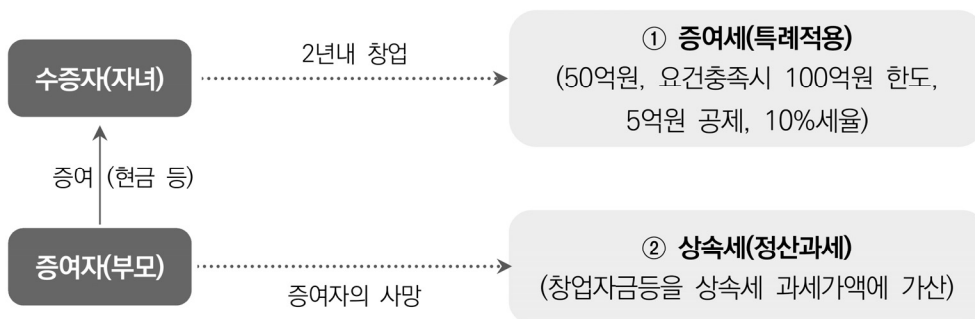 수증자(자녀)
2년내 창업
① 증여세(특례적용)
(50억원, 요건충족시 100억원 한도,
5억원 공제, 10%세율)
증여 (현금 등)
증여자(부모)
증여자의 사망
② 상속세(정산과세)
(창업자금등을 상속세 과세가액에 가산)